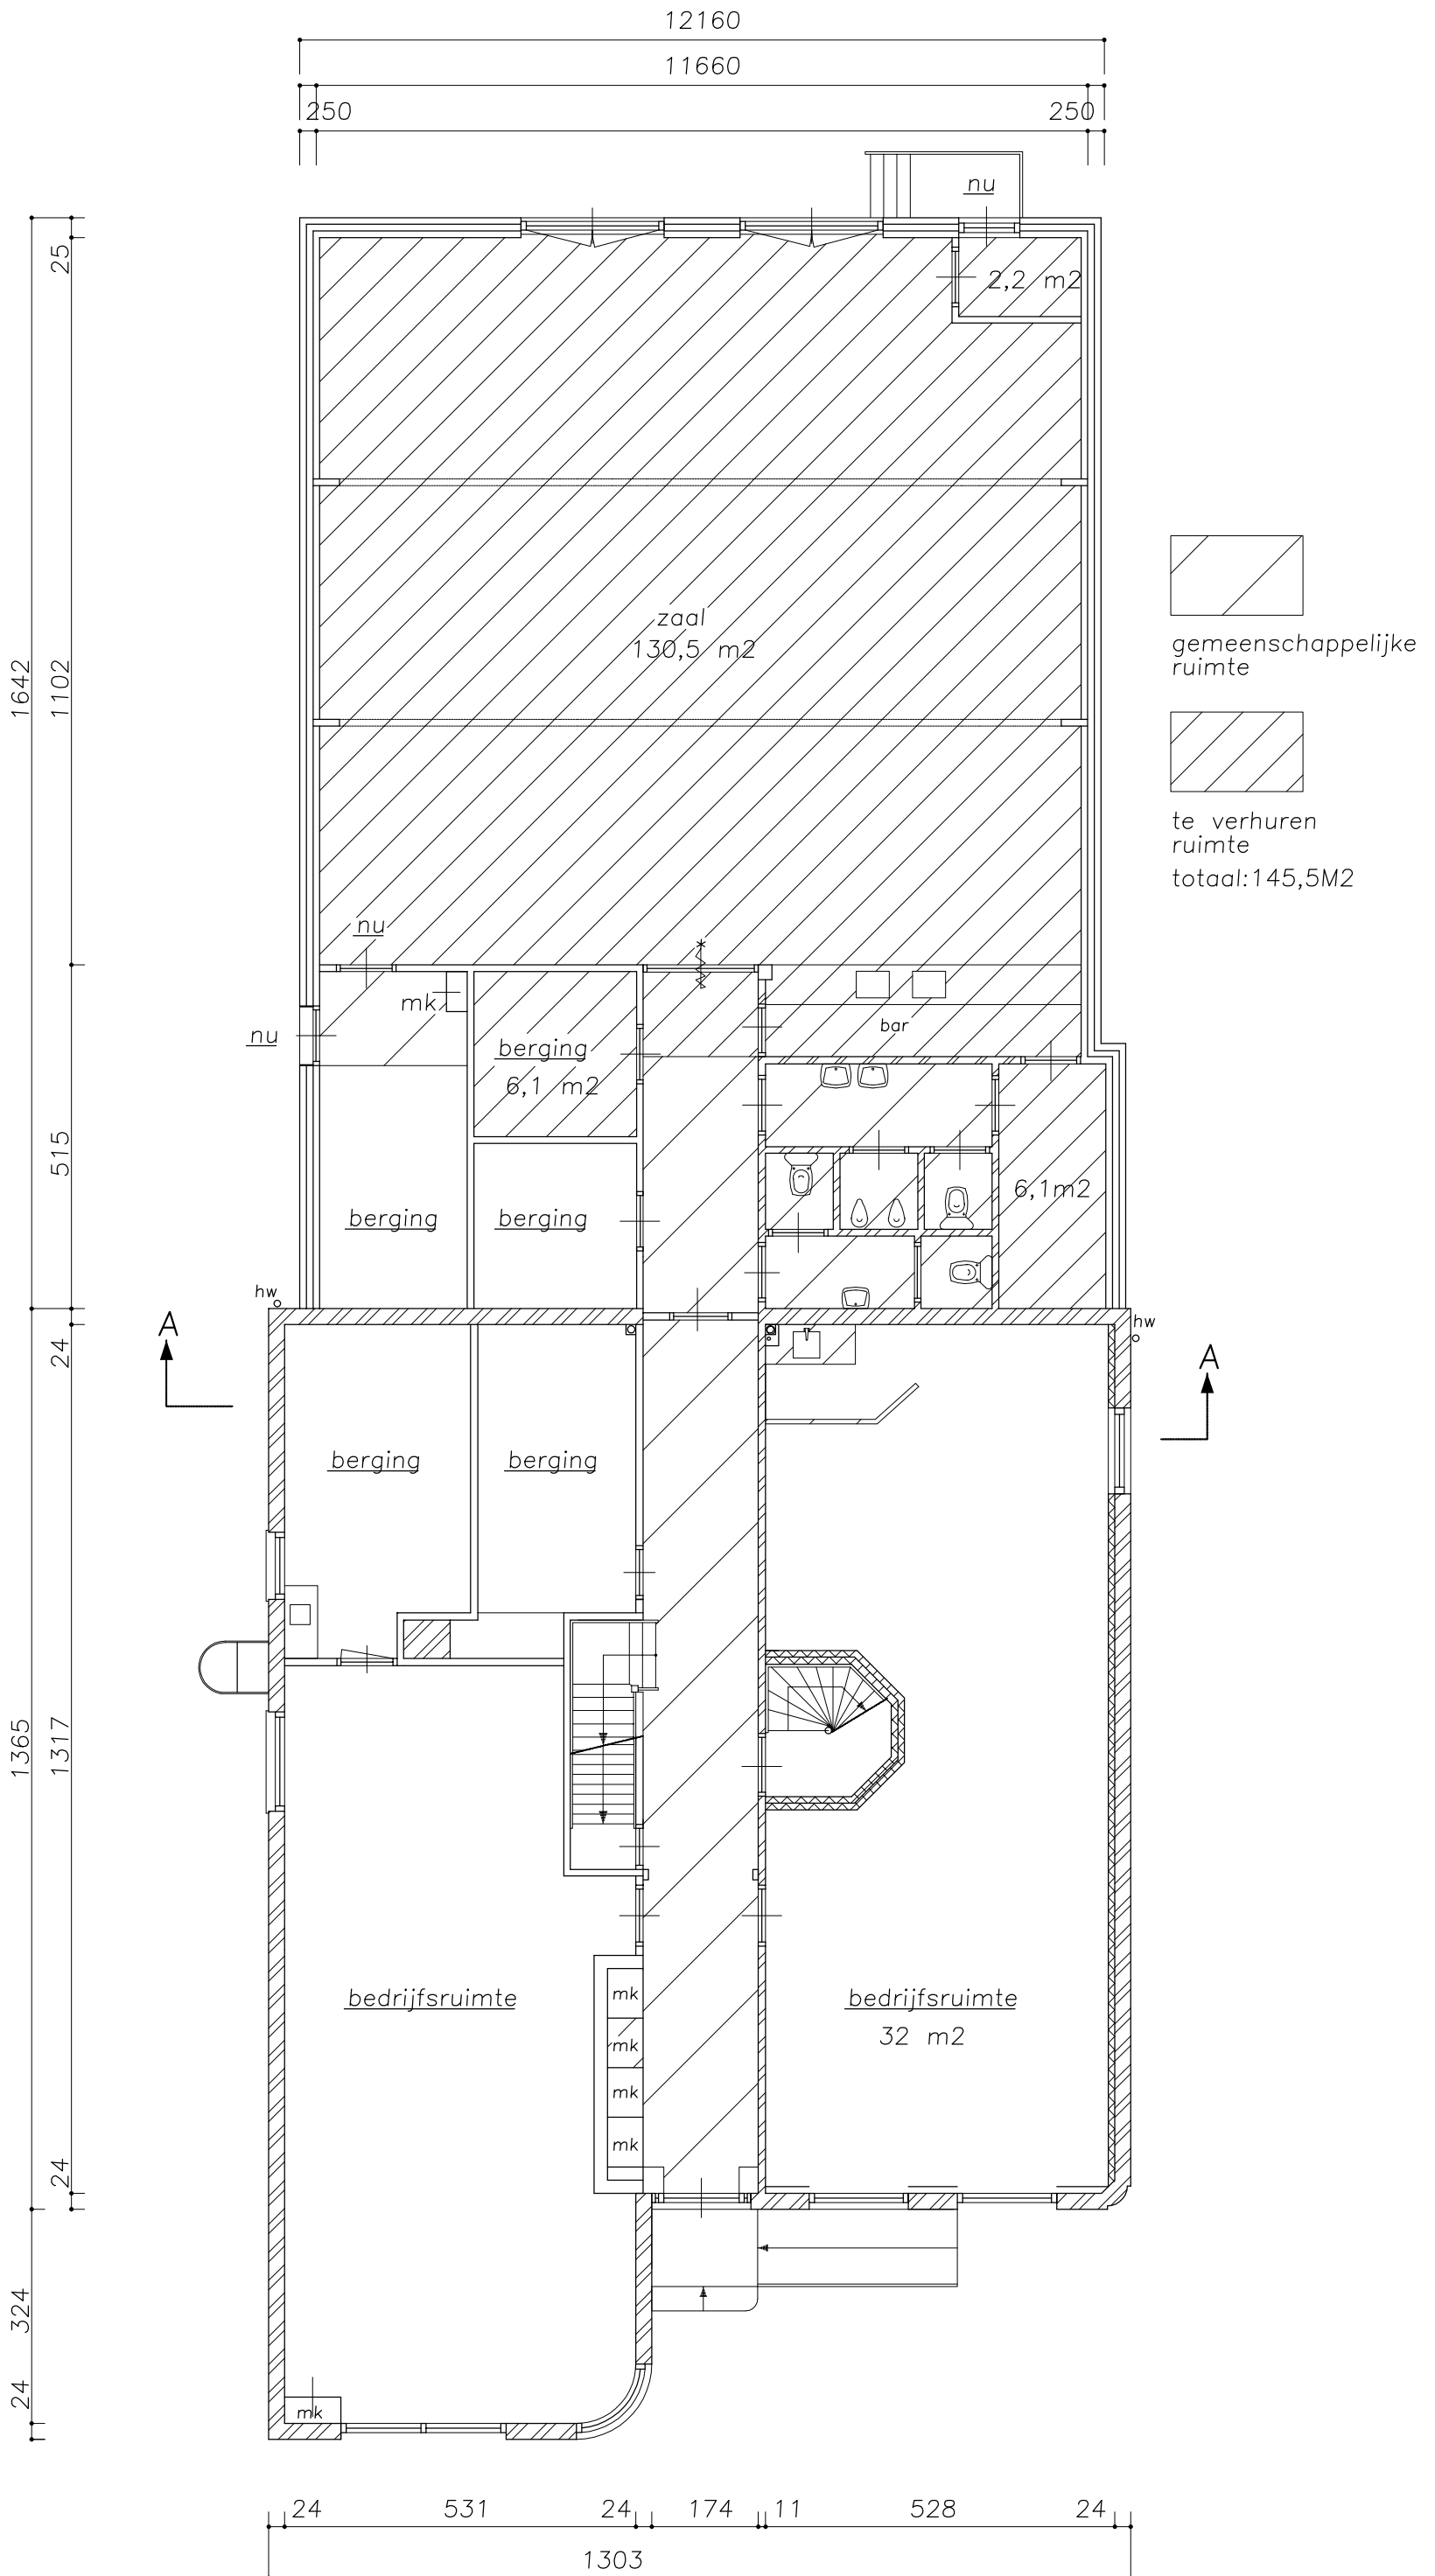 12160
11660
250
250
nu
25
2,2 m2
1642
1102
zaal
130,5 m2
gemeenschappelijke
ruimte
te verhuren
ruimte
totaal:145,5M2
nu
mk
nu
bar
berging
6,1 m2
515
6,1m2
berging
berging
hw
hw
A
A
24
berging
berging
1365
1317
bedrijfsruimte
bedrijfsruimte
32 m2
mk
mk
mk
mk
24
324
24
mk
24
531
24
174
11
528
24
1303